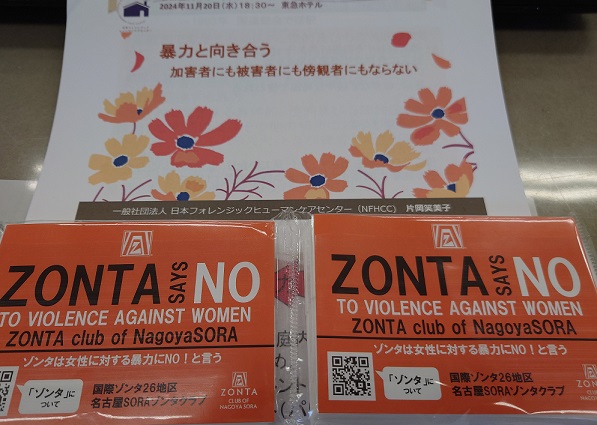 2024年11月20日(水)18:30～ 東急ホテル
暴力と向き合う
加害者にも被害者にも傍観者にもならない
一般社団法人 日本フォレンジックヒューマンケアセンター（NFHCC） 片岡笑美子
ZONTA SAYS NO
TO VIOLENCE AGAINST WOMEN
ZONTA club of NagoyaSORA
ゾンタは女性に対する暴力にNO！と言う
「ゾンタ」に
ついて
国際ゾンタ26地区
名古屋SORAゾンタクラブ
ZONTA
CLUB OF
NAGOYA SORA
ZONTA SAYS NO
TO VIOLENCE AGAINST WOMEN
ZONTA club of NagoyaSORA
ゾンタは女性に対する暴力にNO！と言う
「ゾンタ」に
ついて
国際ゾンタ26地区
名古屋SORAゾンタクラブ
ZONTA
CLUB OF
NAGOYA SORA